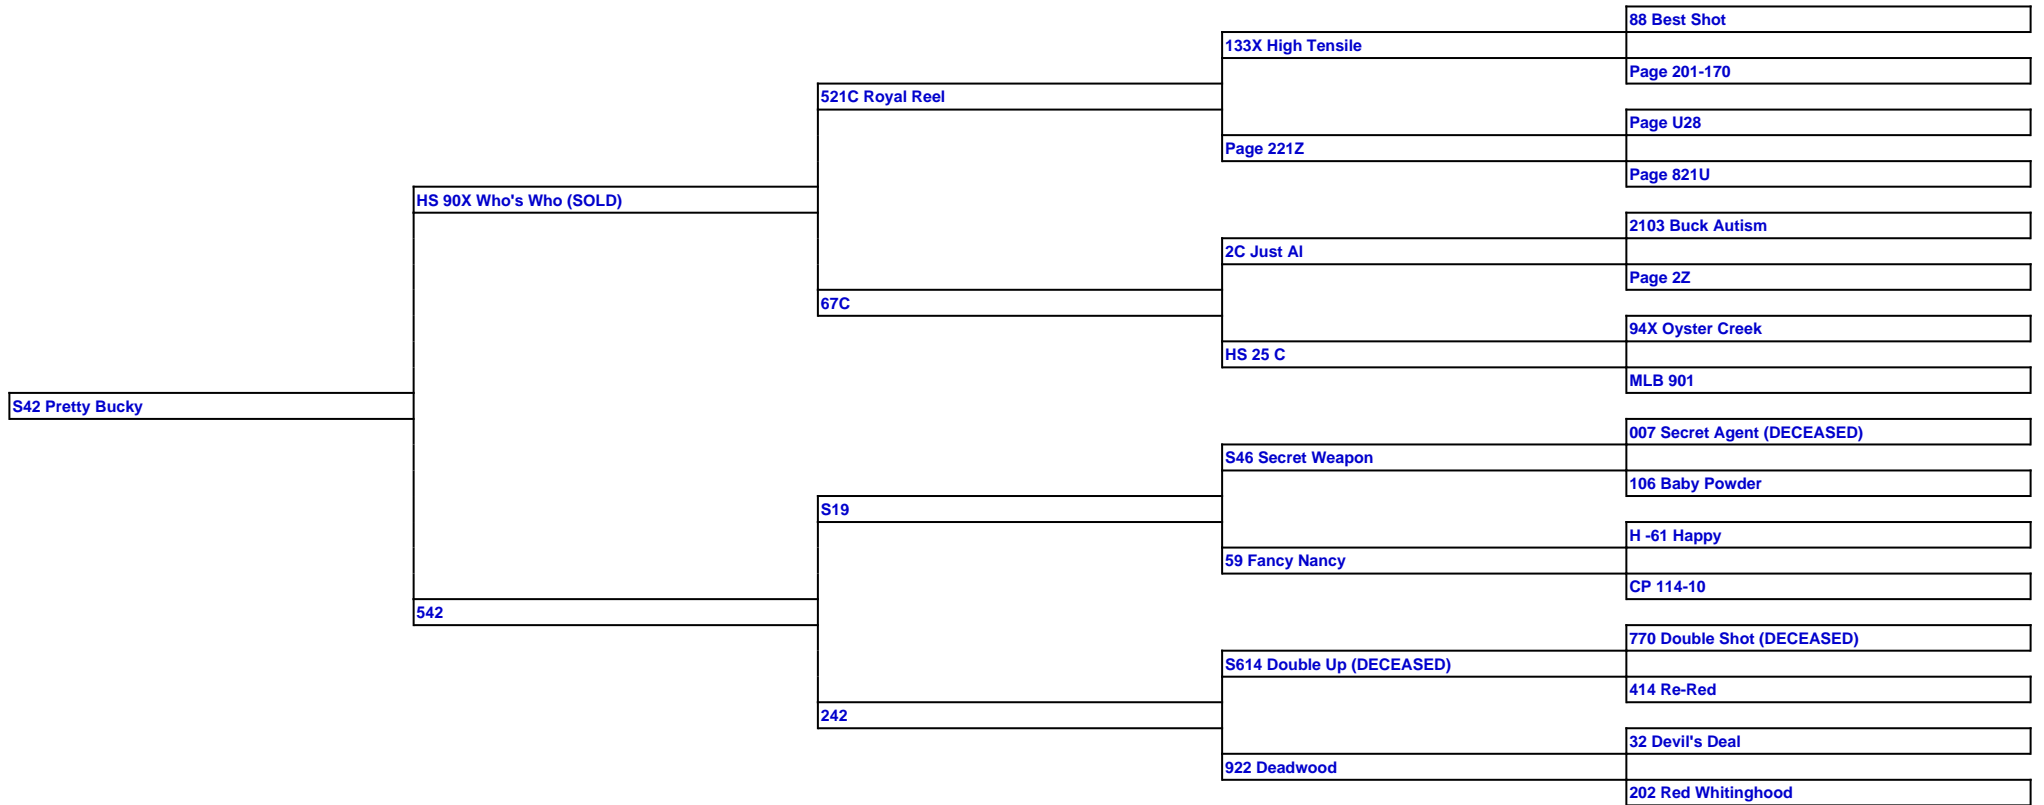 88 Best Shot
133X High Tensile
Page 201-170
521C Royal Reel
Page U28
Page 221Z
Page 821U
HS 90X Who's Who (SOLD)
2103 Buck Autism
2C Just AI
Page 2Z
67C
94X Oyster Creek
HS 25 C
MLB 901
S42 Pretty Bucky
007 Secret Agent (DECEASED)
S46 Secret Weapon
106 Baby Powder
S19
H -61 Happy
59 Fancy Nancy
CP 114-10
542
770 Double Shot (DECEASED)
S614 Double Up (DECEASED)
414 Re-Red
242
32 Devil's Deal
922 Deadwood
202 Red Whitinghood